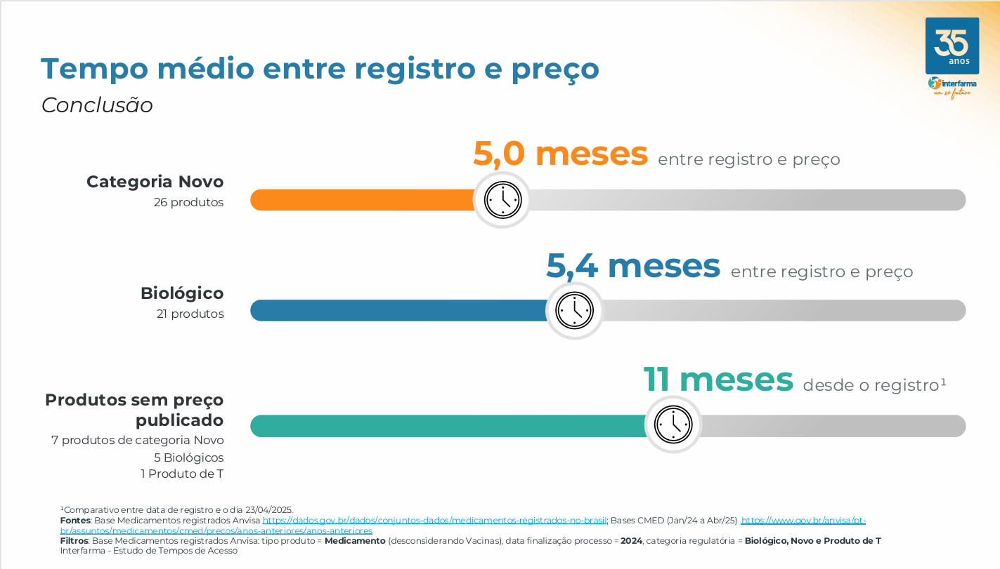 35
anos
interfarma
um só futuro
Tempo médio entre registro e preço
Conclusão
5,0 meses entre registro e preço
Categoria Novo
26 produtos
5,4 meses entre registro e preço
Biológico
21 produtos
11 meses desde o registro¹
Produtos sem preço
publicado
7 produtos de categoria Novo
5 Biológicos
1 Produto de T
¹Comparativo entre data de registro e o dia 23/04/2025.
Fontes: Base Medicamentos registrados Anvisa https://dados.gov.br/dados/conjuntos-dados/medicamentos-registrados-no-brasil; Bases CMED (Jan/24 a Abr/25) https://www.gov.br/anvisa/pt-
br/assuntos/medicamentos/cmed/precos/anos-anteriores/anos-anteriores
Filtros: Base Medicamentos registrados Anvisa: tipo produto = Medicamento (desconsiderando Vacinas), data finalização processo = 2024, categoria regulatória = Biológico, Novo e Produto de T
Interfarma - Estudo de Tempos de Acesso